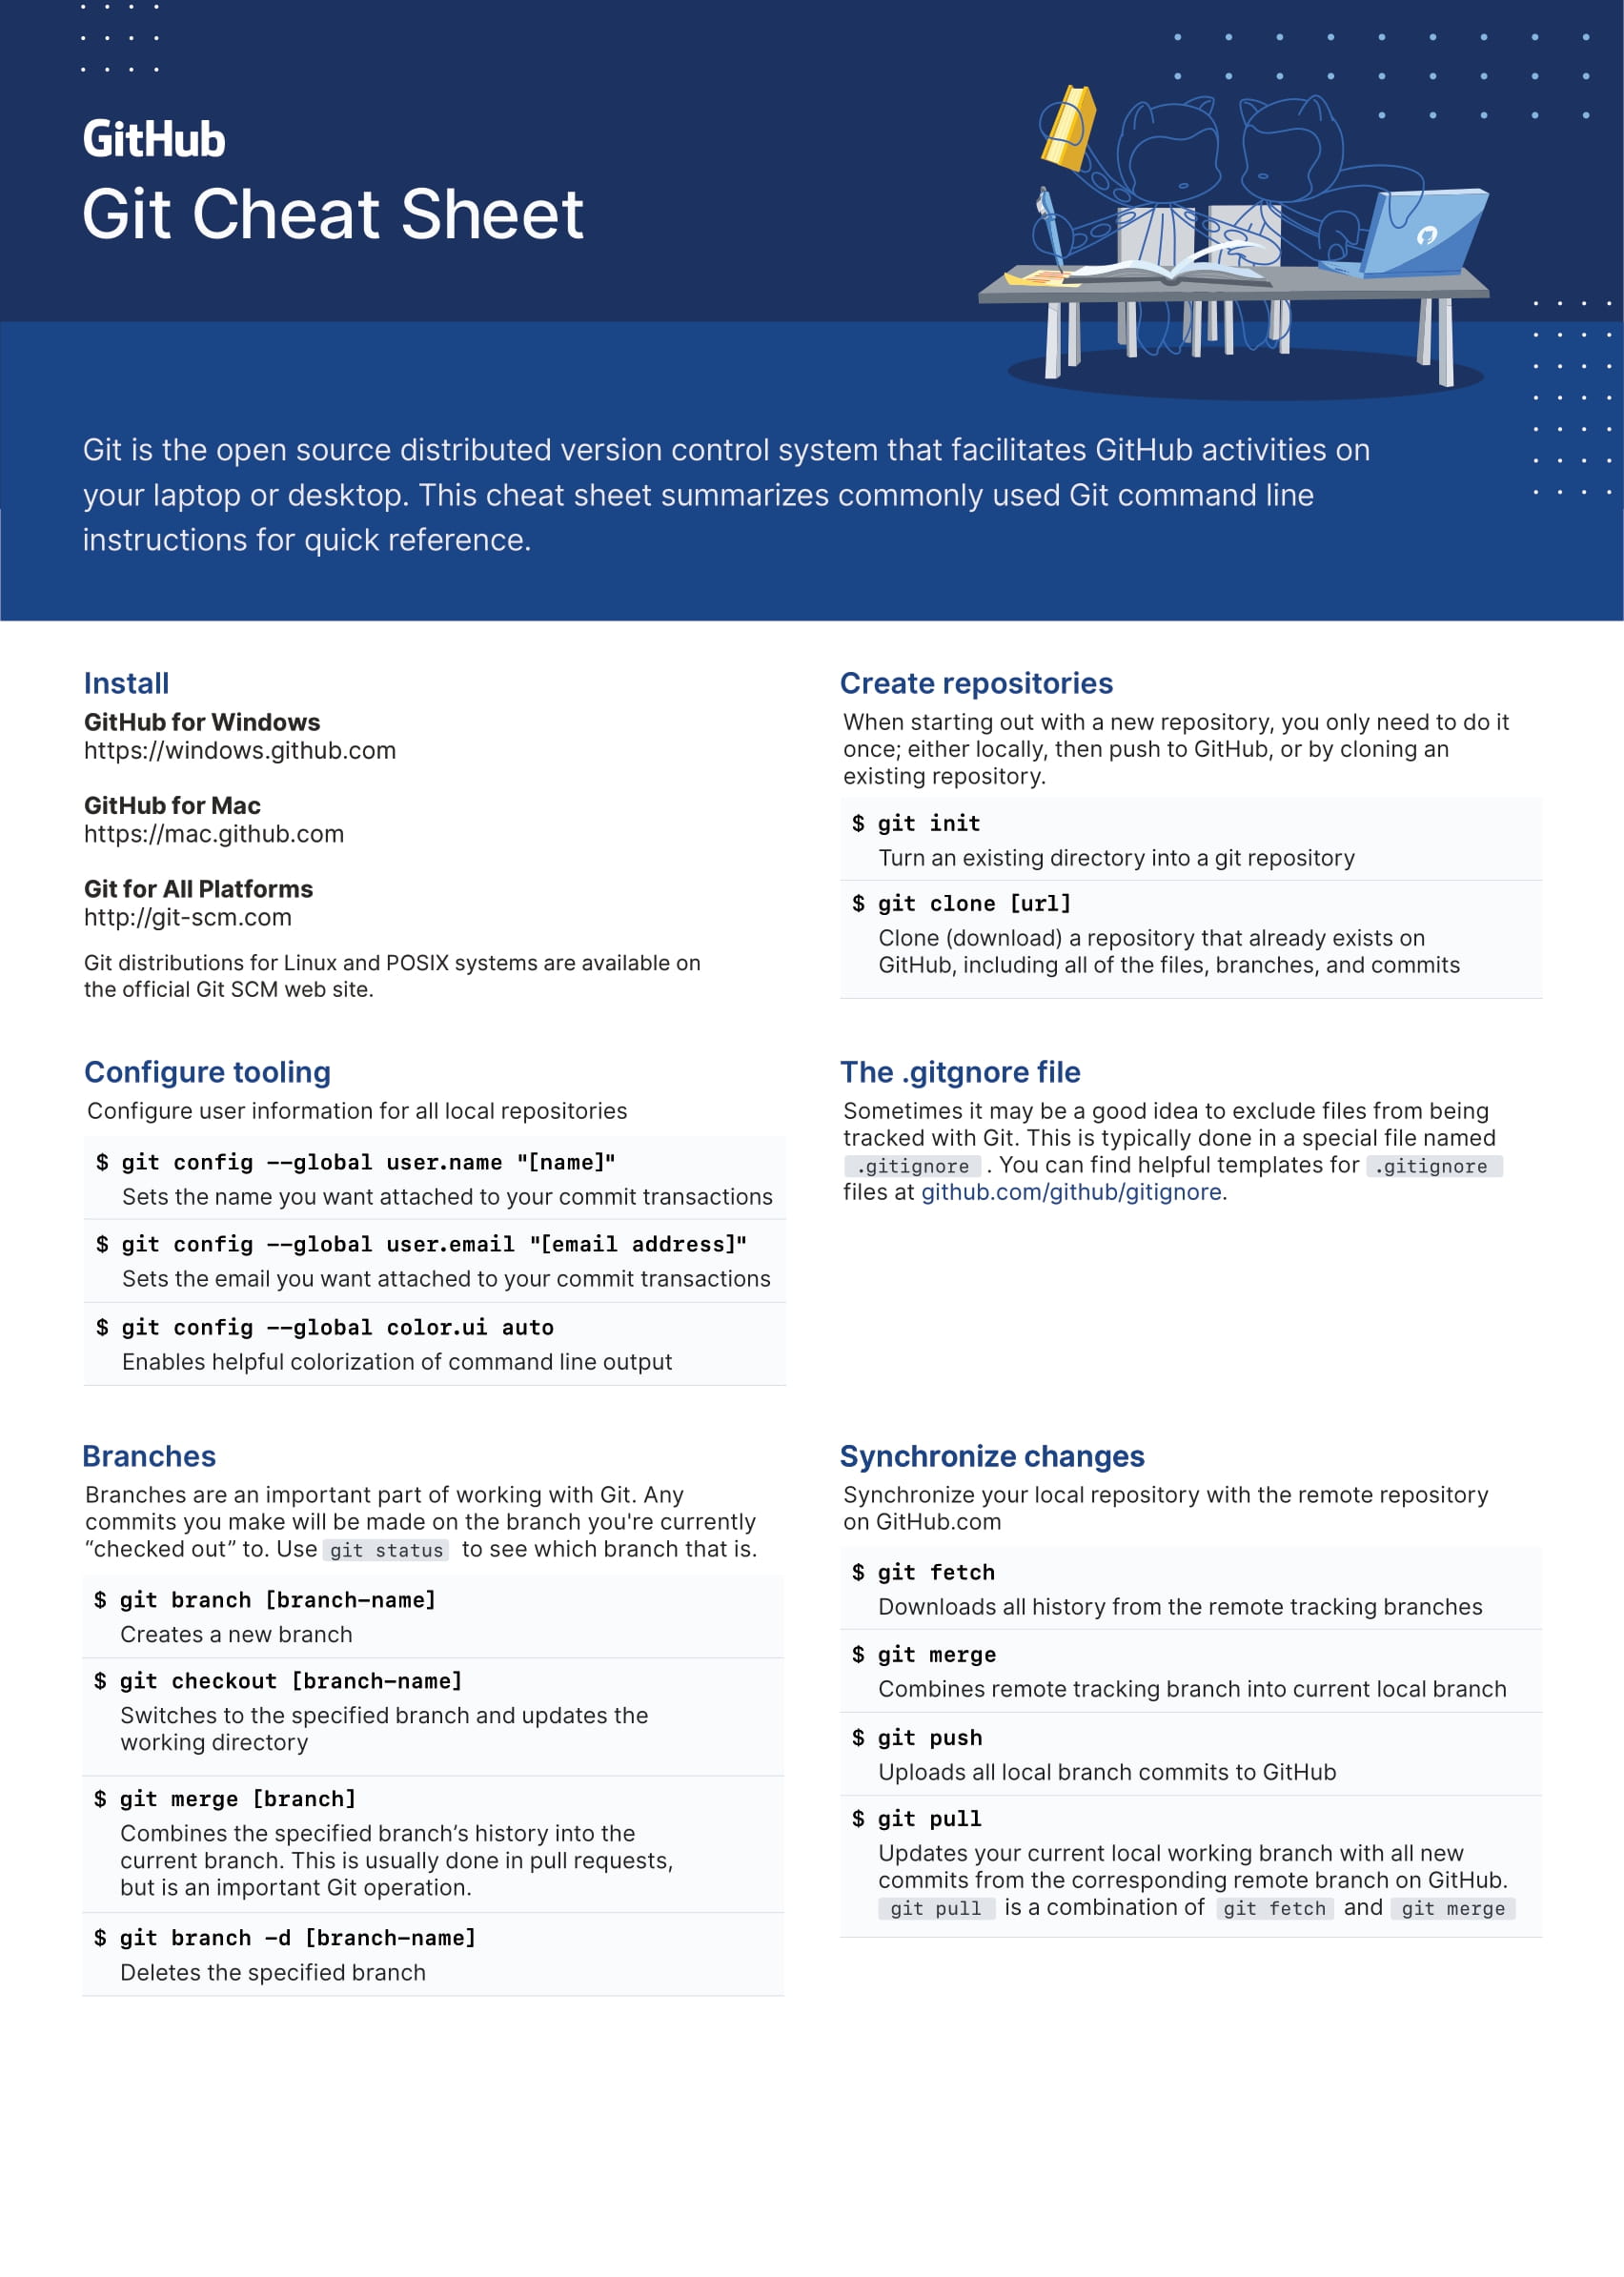 GitHub
Git Cheat Sheet
Git is the open source distributed version control system that facilitates GitHub activities on
your laptop or desktop. This cheat sheet summarizes commonly used Git command line
instructions for quick reference.
Install
GitHub for Windows
https://windows.github.com
GitHub for Mac
https://mac.github.com
Git for All Platforms
http://git-scm.com
Git distributions for Linux and POSIX systems are available on
the official Git SCM web site.
Create repositories
When starting out with a new repository, you only need to do it
once; either locally, then push to GitHub, or by cloning an
existing repository.
$ git init
Turn an existing directory into a git repository
$ git clone [url]
Clone (download) a repository that already exists on
GitHub, including all of the files, branches, and commits
Configure tooling
Configure user information for all local repositories
$ git config --global user.name "[name]"
Sets the name you want attached to your commit transactions
$ git config --global user.email "[email address]"
Sets the email you want attached to your commit transactions
$ git config --global color.ui auto
Enables helpful colorization of command line output
The .gitgnore file
Sometimes it may be a good idea to exclude files from being
tracked with Git. This is typically done in a special file named
.gitignore . You can find helpful templates for .gitignore
files at github.com/github/gitignore.
Branches
Branches are an important part of working with Git. Any
commits you make will be made on the branch you're currently
“checked out” to. Use git status to see which branch that is.
$ git branch [branch-name]
Creates a new branch
$ git checkout [branch-name]
Switches to the specified branch and updates the
working directory
$ git merge [branch]
Combines the specified branch’s history into the
current branch. This is usually done in pull requests,
but is an important Git operation.
$ git branch -d [branch-name]
Deletes the specified branch
Synchronize changes
Synchronize your local repository with the remote repository
on GitHub.com
$ git fetch
Downloads all history from the remote tracking branches
$ git merge
Combines remote tracking branch into current local branch
$ git push
Uploads all local branch commits to GitHub
$ git pull
Updates your current local working branch with all new
commits from the corresponding remote branch on GitHub.
git pull is a combination of git fetch and git merge